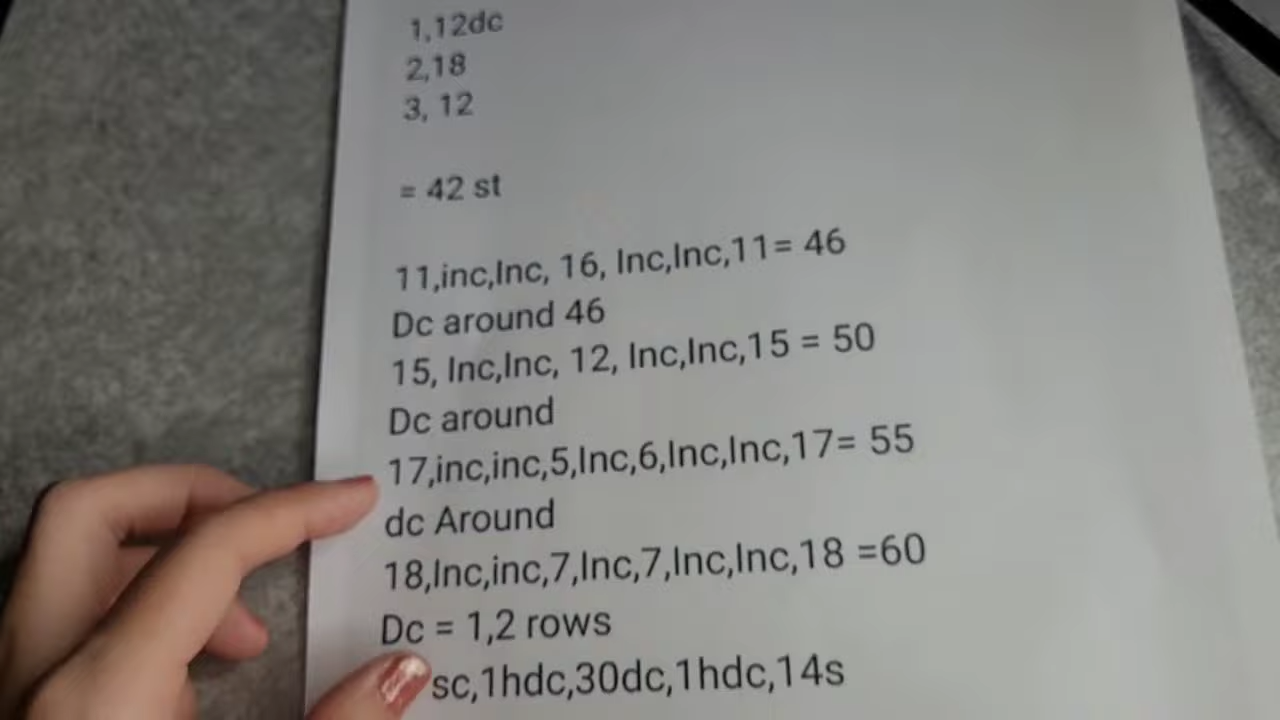 1,12dc
2,18
3, 12
= 42 st
11,inc,Inc, 16, Inc,Inc,11= 46
Dc around 46
15, Inc,Inc, 12, Inc,Inc,15 = 50
Dc around
17,inc,inc,5,Inc,6,Inc,Inc,17= 55
dc Around
18,Inc,inc,7,Inc,7,Inc,Inc,18 =60
Dc = 1,2 rows
sc,1hdc,30dc,1hdc,14s